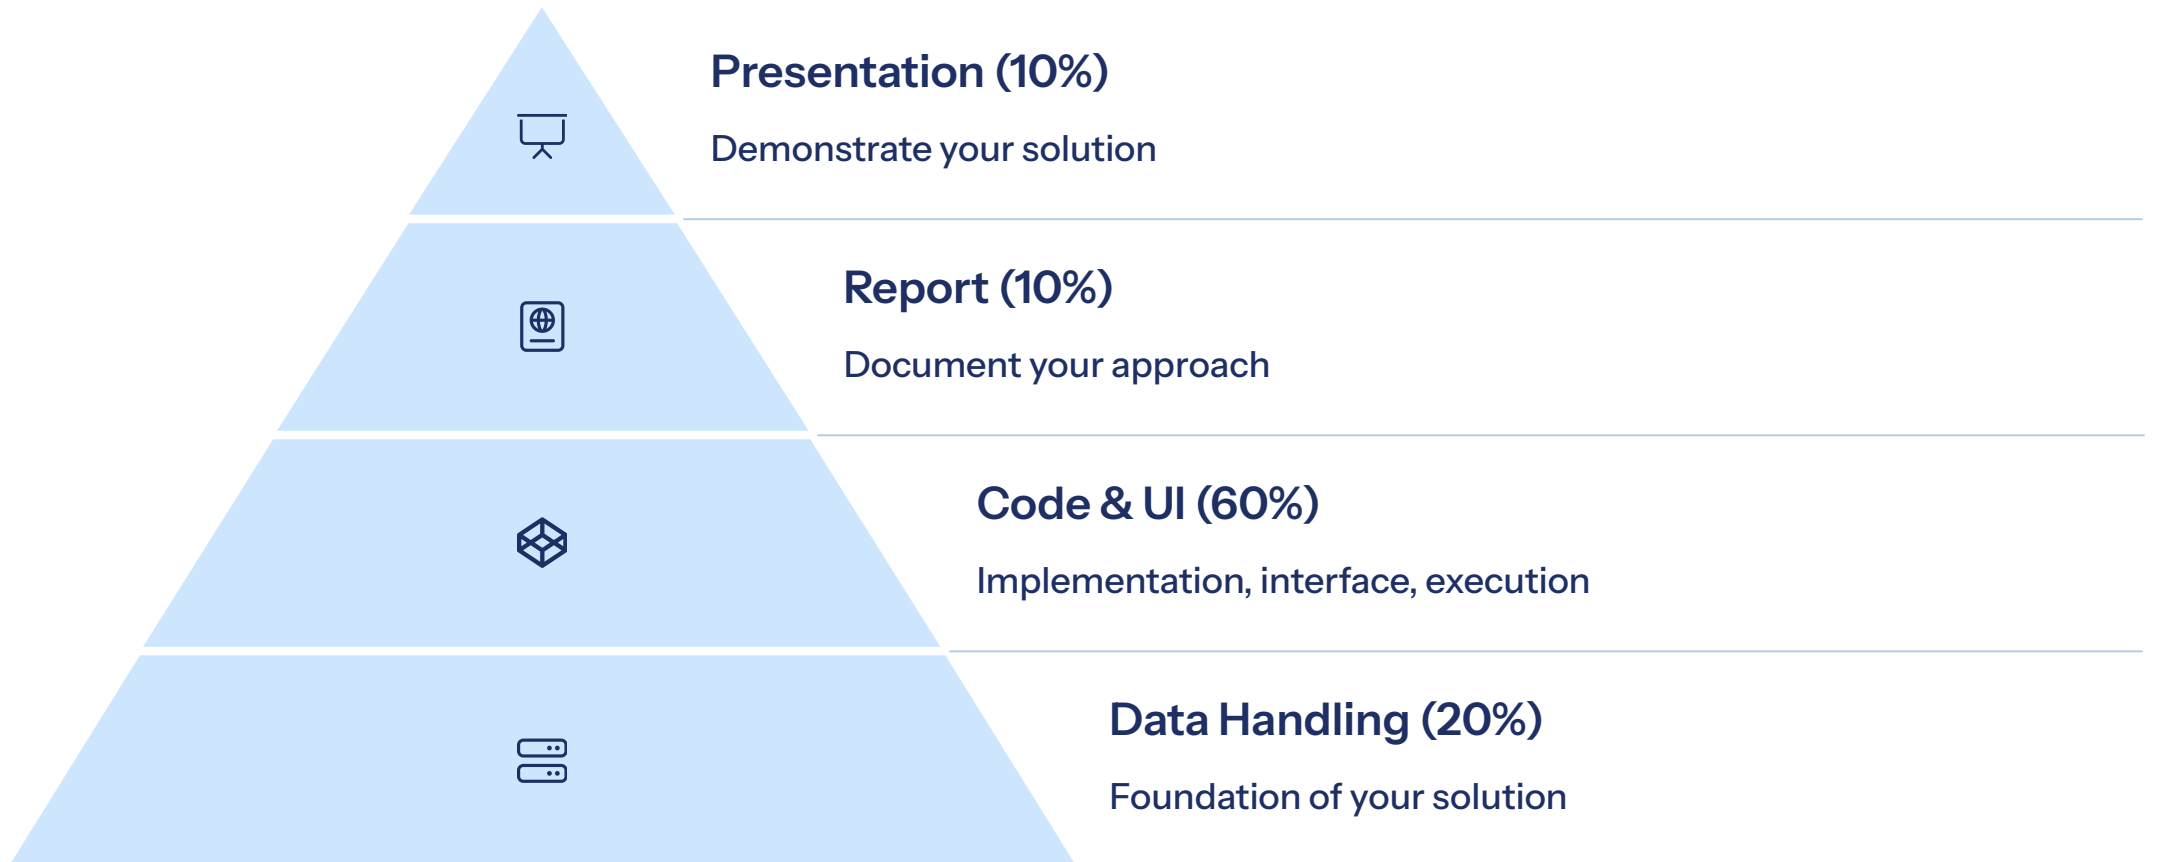 Presentation (10%)
Demonstrate your solution
Report (10%)
Document your approach
Code & UI (60%)
Implementation, interface, execution
Data Handling (20%)
Foundation of your solution